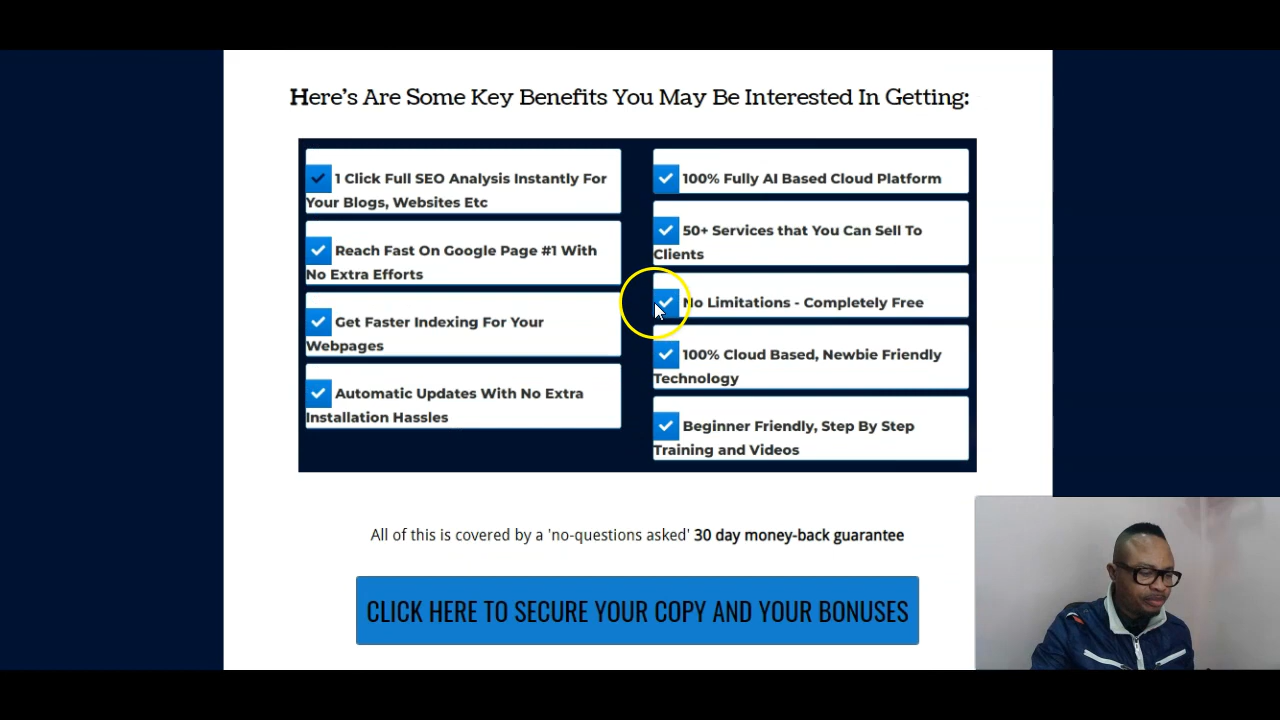 Here's Are Some Key Benefits You May Be Interested In Getting:
1 Click Full SEO Analysis Instantly For
Your Blogs, Websites Etc
Reach Fast On Google Page #1 With
No Extra Efforts
Get Faster Indexing For Your
Webpages
Automatic Updates With No Extra
Installation Hassles
100% Fully AI Based Cloud Platform
50+ Services that You Can Sell To
Clients
No Limitations - Completely Free
100% Cloud Based, Newbie Friendly
Technology
Beginner Friendly, Step By Step
Training and Videos
All of this is covered by a 'no-questions asked' 30 day money-back guarantee
CLICK HERE TO SECURE YOUR COPY AND YOUR BONUSES